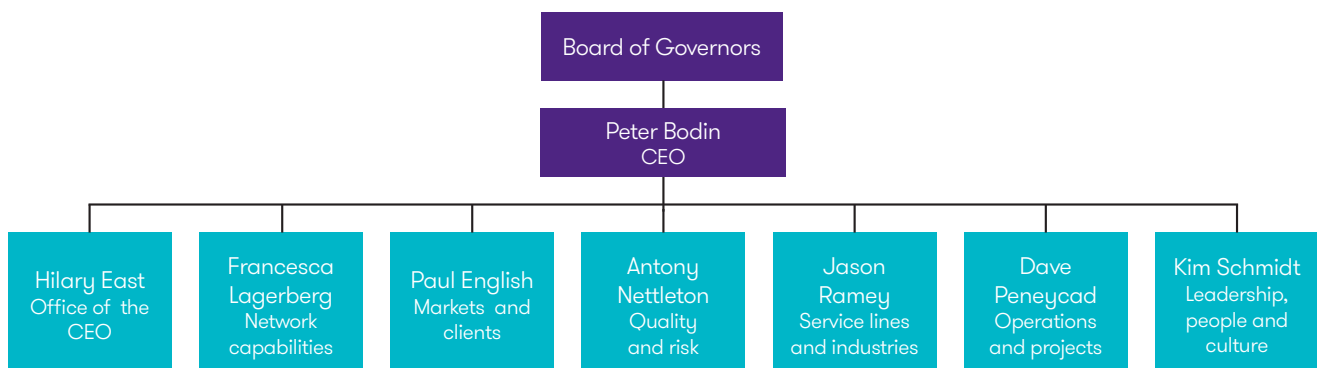 Board of Governors
Peter Bodin
CEO
Hilary East
Office of the
CEO
Francesca
Lagerberg
Network
capabilities
Paul English
Markets and
clients
Antony
Nettleton
Quality
and risk
Jason
Ramey
Service lines
and industries
Dave
Peneycad
Operations
and projects
Kim Schmidt
Leadership,
people and
culture